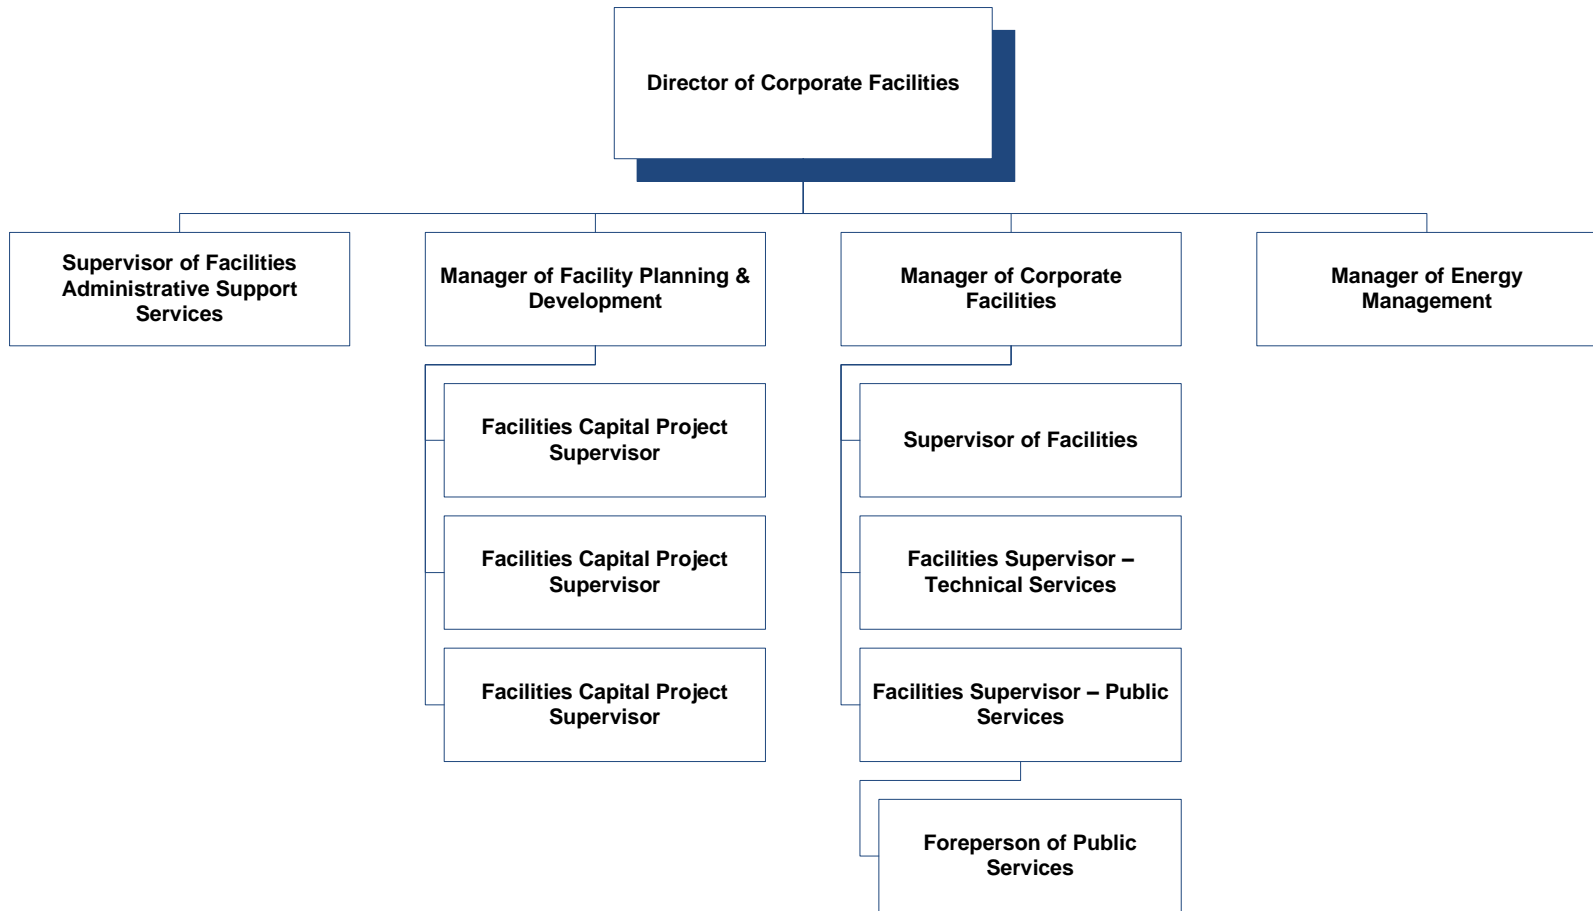 Director of Corporate Facilities
Supervisor of Facilities
Administrative Support
Services
Manager of Facility Planning &
Development
Manager of Corporate
Facilities
Manager of Energy
Management
Facilities Capital Project
Supervisor
Supervisor of Facilities
Facilities Capital Project
Supervisor
Facilities Supervisor –
Technical Services
Facilities Capital Project
Supervisor
Facilities Supervisor – Public
Services
Foreperson of Public
Services